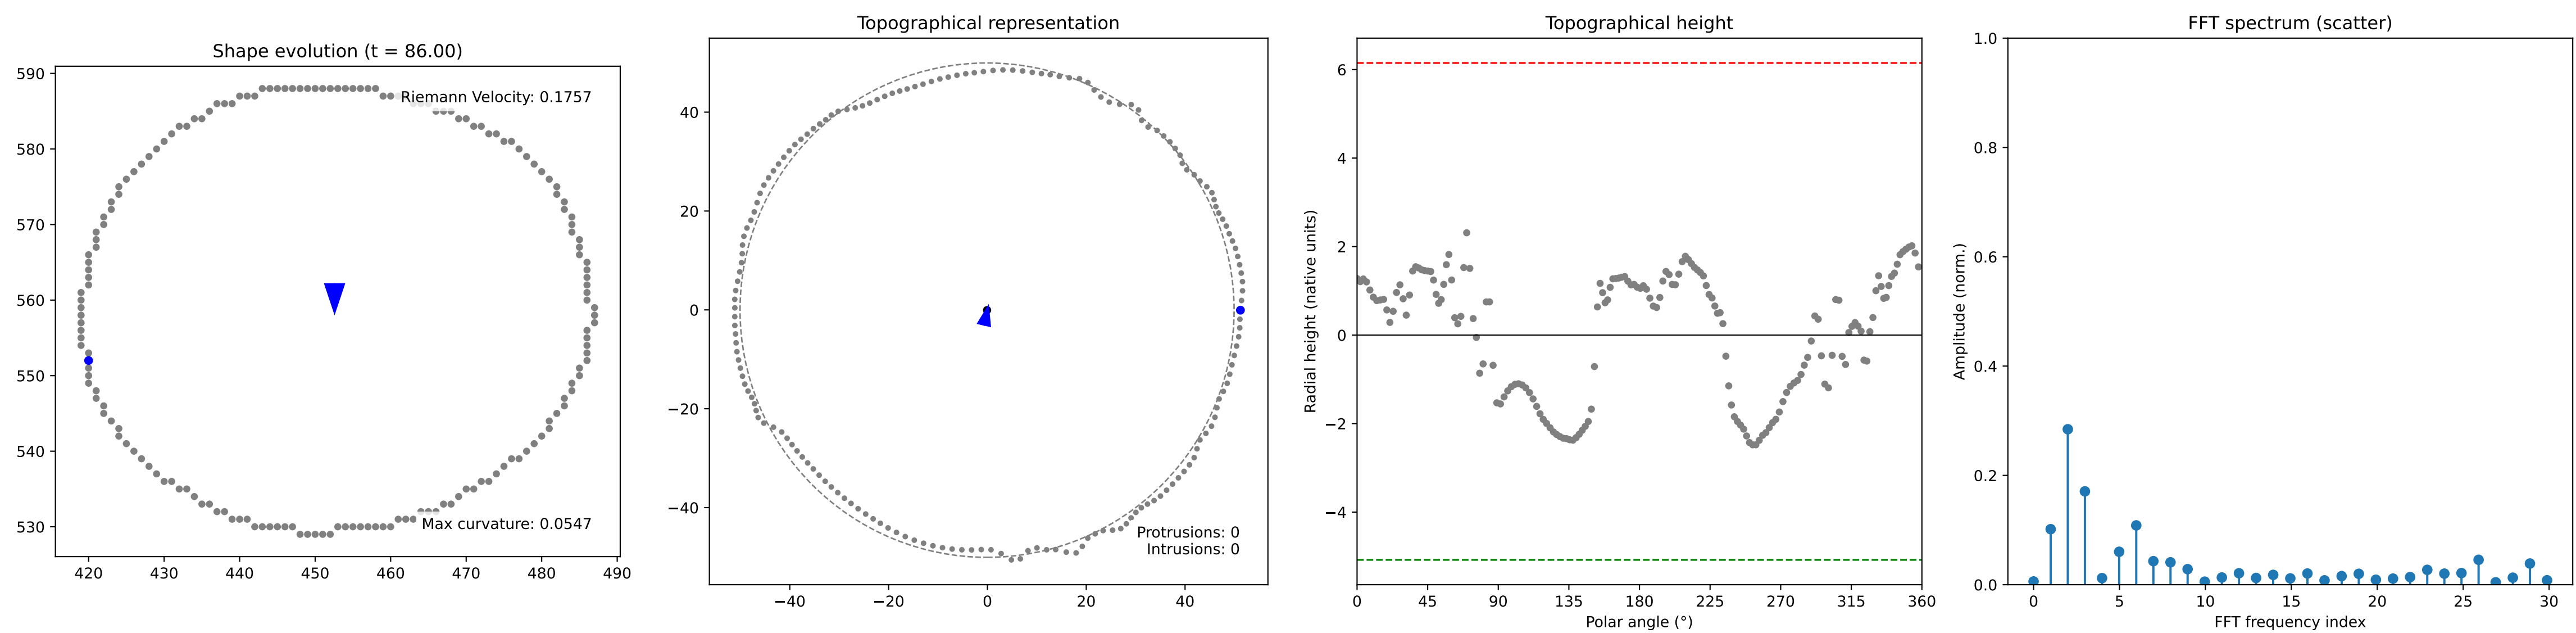 Shape evolution (t = 86.00)
590
580
570
560
550
540
530
420 430 440 450 460 470 480 490
Riemann Velocity: 0.1757
Max curvature: 0.0547
Topographical representation
40
20
0
−20
−40
−40 −20 0 20 40
Protrusions: 0
Intrusions: 0
Topographical height
Radial height (native units)
6
4
2
0
−2
−4
0 45 90 135 180 225 270 315 360
Polar angle (°)
FFT spectrum (scatter)
Amplitude (norm.)
1.0
0.8
0.6
0.4
0.2
0.0
0 5 10 15 20 25 30
FFT frequency index